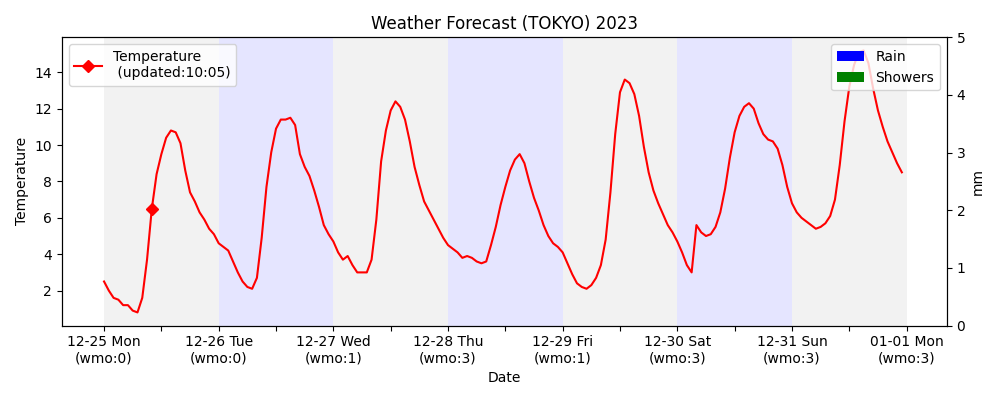 Weather Forecast (TOKYO) 2023
Temperature
(updated:10:05)
Rain
Showers
Temperature
14
12
10
8
6
4
2
5
4
3
2
1
0
mm
12-25 Mon
(wmo:0)
12-26 Tue
(wmo:0)
12-27 Wed
(wmo:1)
12-28 Thu
(wmo:3)
12-29 Fri
(wmo:1)
12-30 Sat
(wmo:3)
12-31 Sun
(wmo:3)
01-01 Mon
(wmo:3)
Date